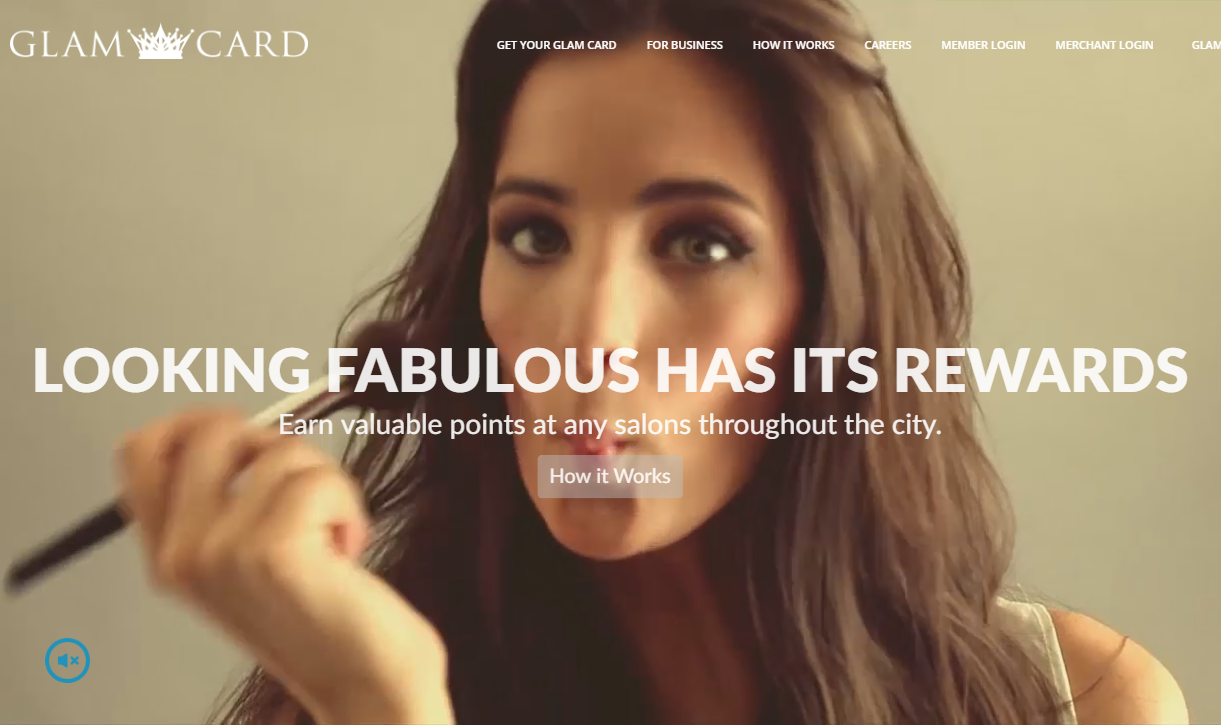 GLAM CARD
GET YOUR GLAM CARD FOR BUSINESS HOW IT WORKS CAREERS MEMBER LOGIN MERCHANT LOGIN GLAM
LOOKING FABULOUS HAS ITS REWARDS
Earn valuable points at any salons throughout the city.
How it Works